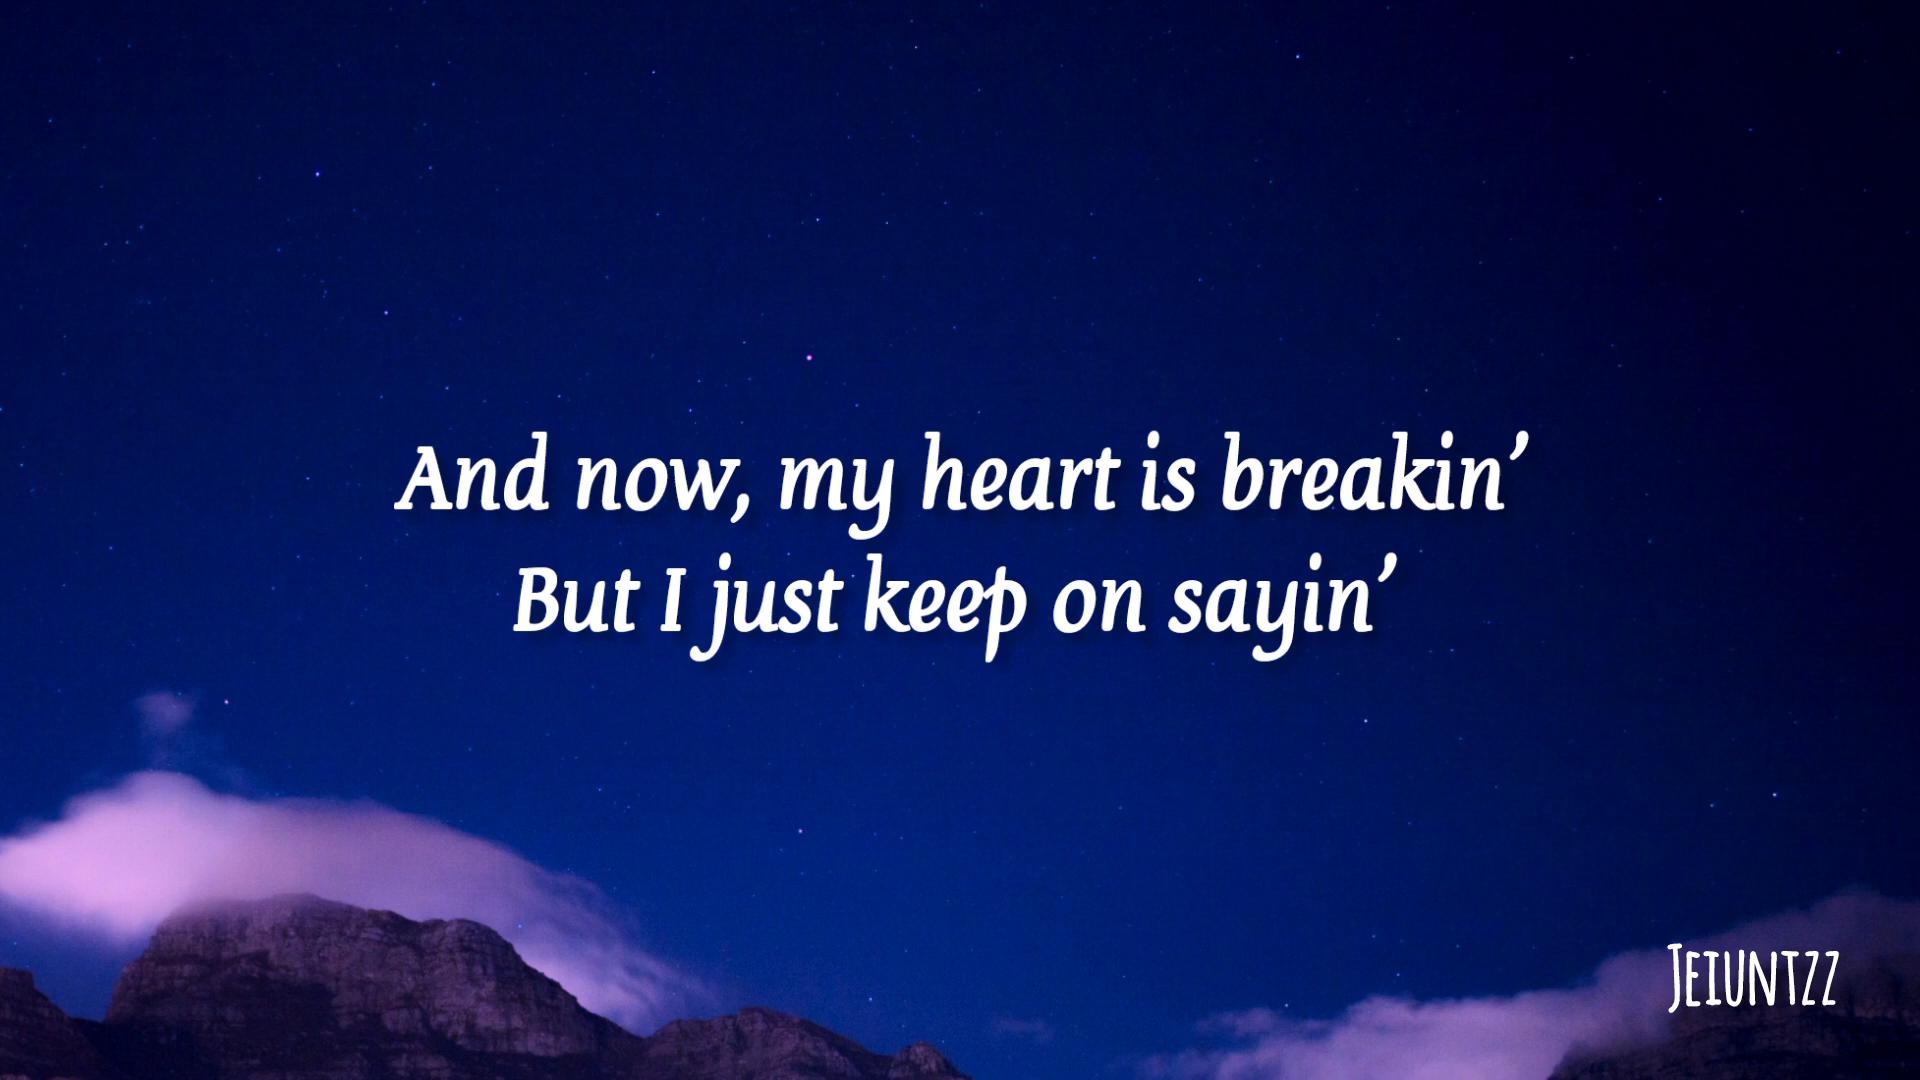 And now, my heart is breakin’
But I just keep on sayin’
Jeiuntzz